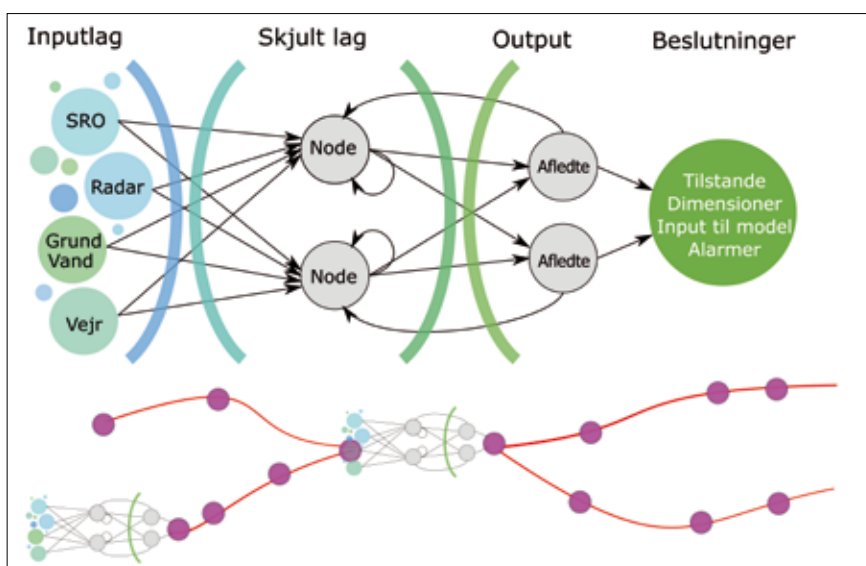 Inputlag
Skjult lag
Output
Beslutninger
SRO
Radar
Grund
Vand
Vejr
Node
Node
Afledte
Afledte
Tilstande
Dimensioner
Input til model
Alarmer